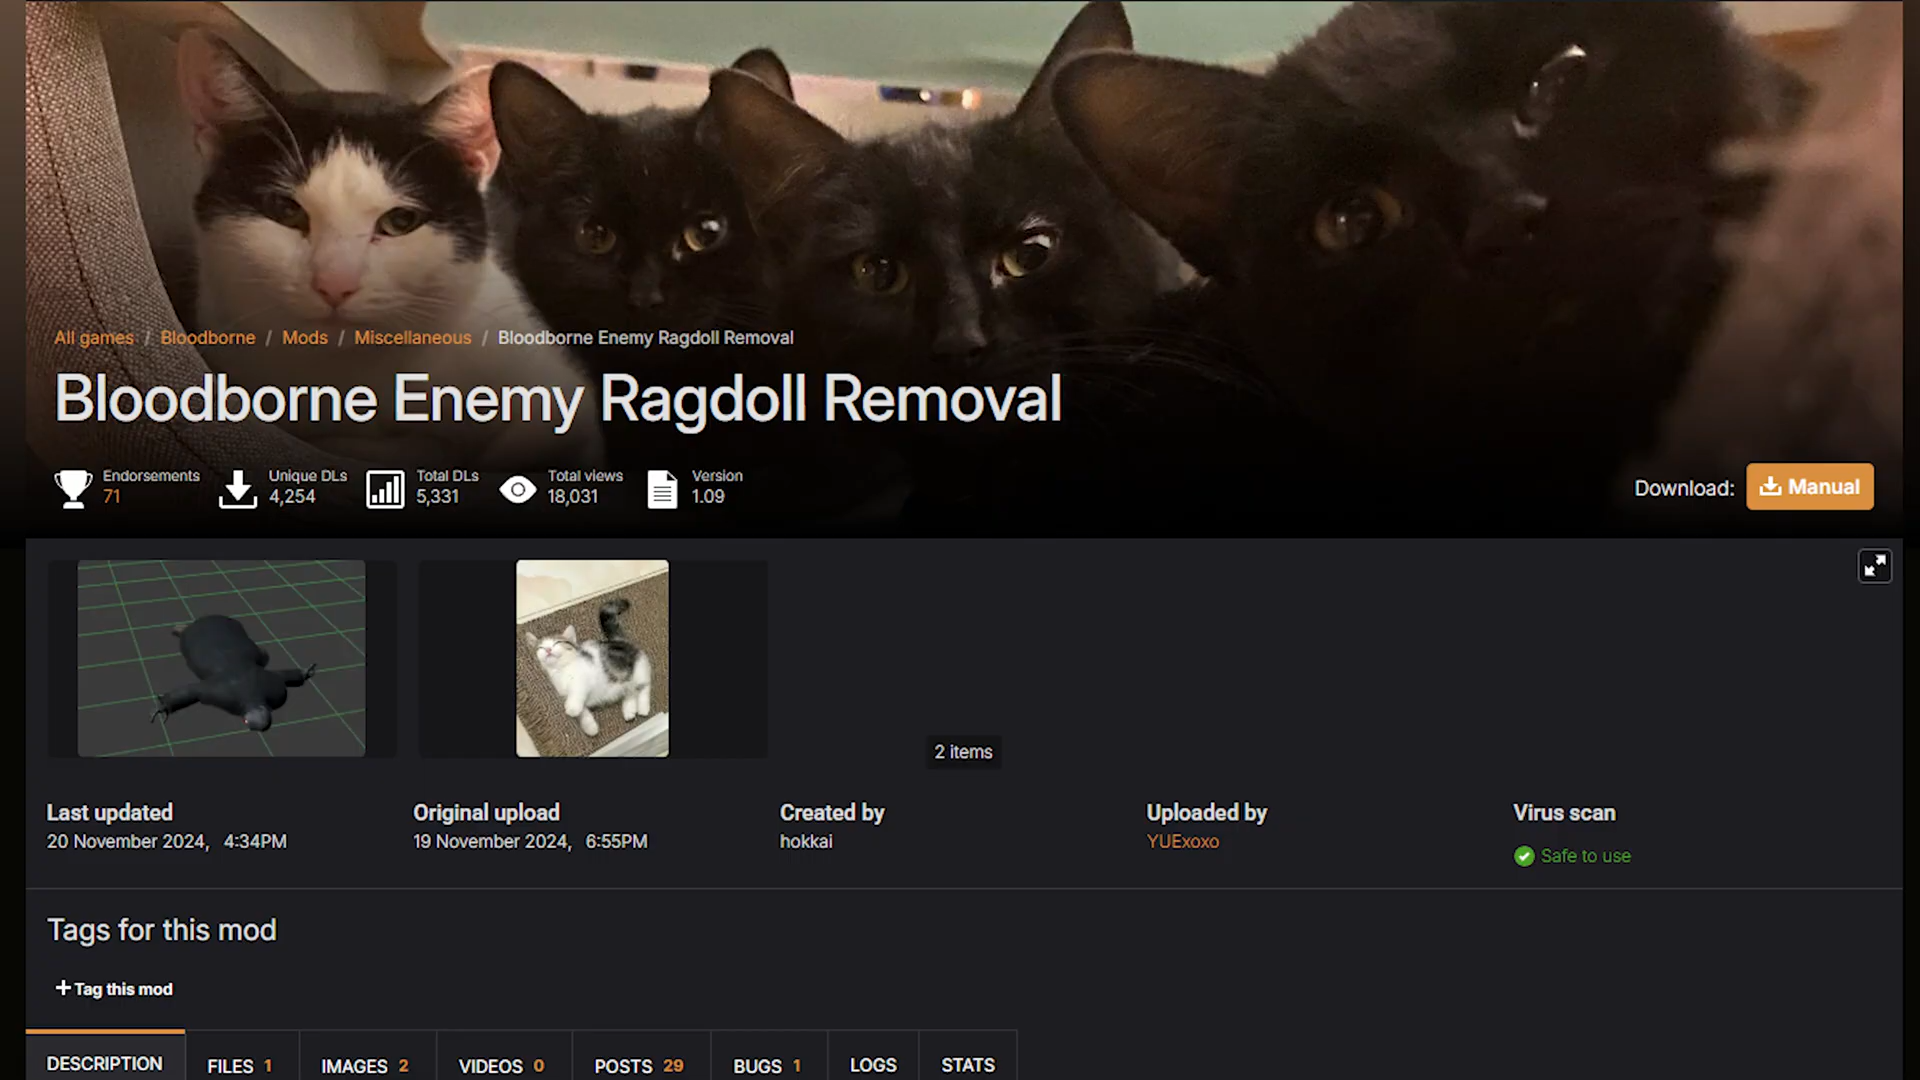 All games / Bloodborne / Mods / Miscellaneous / Bloodborne Enemy Ragdoll Removal
Bloodborne Enemy Ragdoll Removal
Endorsements
71
Unique DLs
4,254
Total DLs
5,331
Total views
18,031
Version
1.09
Download:
Manual
2 items
Last updated
20 November 2024, 4:34PM
Original upload
19 November 2024, 6:55PM
Created by
hokkai
Uploaded by
YUExoxo
Virus scan
Safe to use
Tags for this mod
+ Tag this mod
DESCRIPTION
FILES 1
IMAGES 2
VIDEOS 0
POSTS 29
BUGS 1
LOGS
STATS